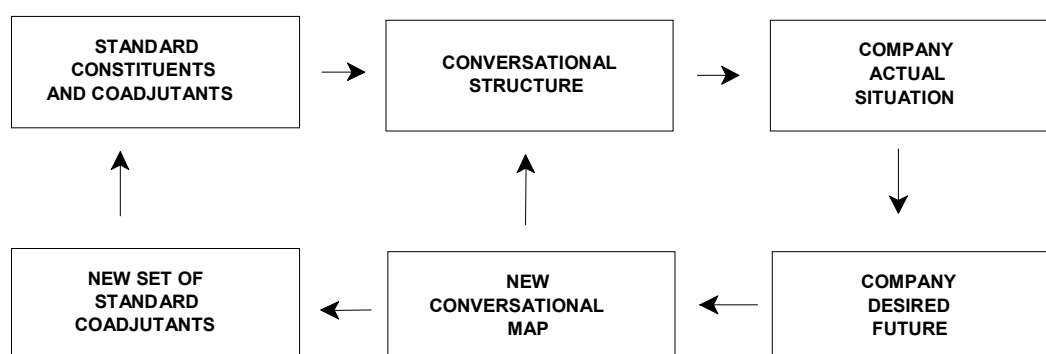 STANDARD
CONSTITUENTS
AND COADJUTANTS
CONVERSATIONAL
STRUCTURE
COMPANY
ACTUAL
SITUATION
NEW SET OF
STANDARD
COADJUTANTS
NEW
CONVERSATIONAL
MAP
COMPANY
DESIRED
FUTURE